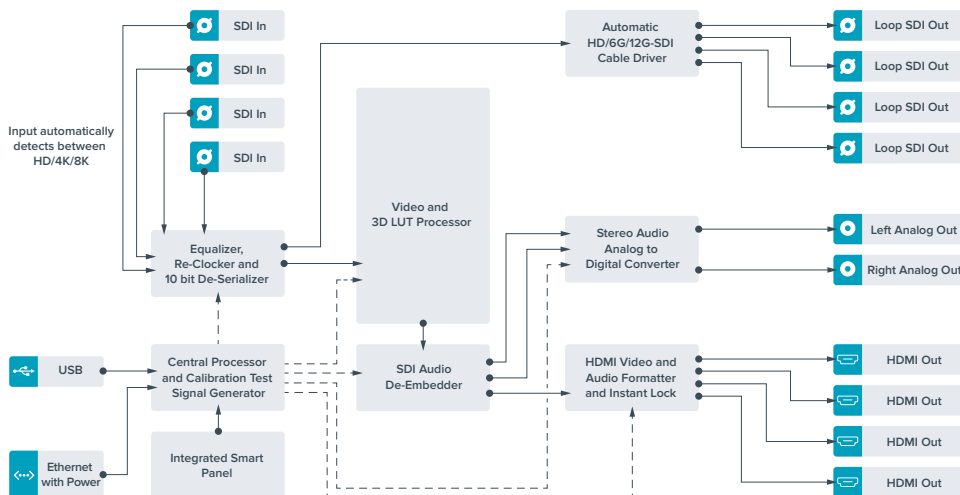 SDI In
SDI In
SDI In
SDI In
Input automatically
detects between
HD/4K/8K
Equalizer,
Re-Clocker and
10 bit De-Serializer
Video and
3D LUT Processor
Automatic
HD/6G/12G-SDI
Cable Driver
Loop SDI Out
Loop SDI Out
Loop SDI Out
Loop SDI Out
Stereo Audio
Analog to
Digital Converter
Left Analog Out
Right Analog Out
USB
Central Processor
and Calibration Test
Signal Generator
SDI Audio
De-Embedder
HDMI Video and
Audio Formatter
and Instant Lock
HDMI Out
HDMI Out
HDMI Out
HDMI Out
Ethernet
with Power
Integrated Smart
Panel